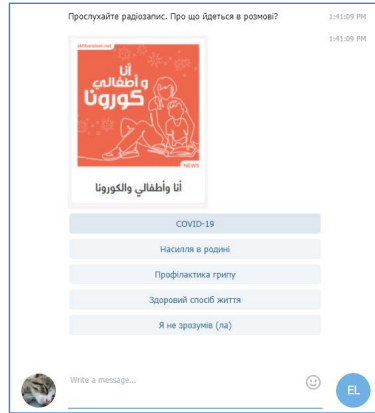 Прослухайте радіозапис. Про що йдеться в розмові?
1:41:09 PM
1:41:09 PM
أنا
و أطفالي
كورونا
NEWS
أنا وأطفالي والكورونا
COVID-19
Насилля в родині
Профілактика грипу
Здоровий спосіб життя
Я не зрозумів (ла)
Write a message...
EL